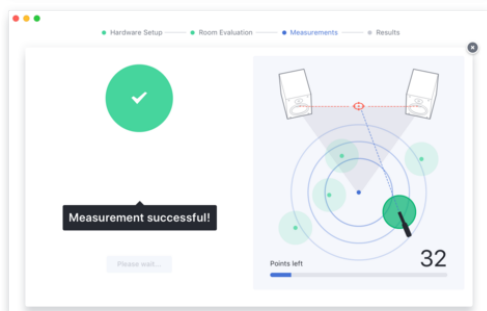 Hardware Setup Room Evaluation Measurements Results
Measurement successful!
Please wait...
Points left 32